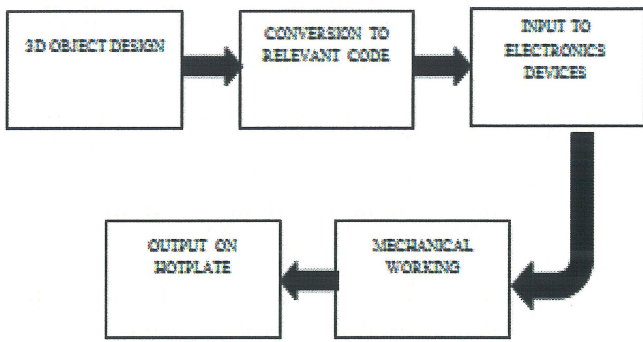 3D OBJECT DESIGN
CONVERSION TO
RELEVANT CODE
INPUT TO
ELECTRONICS
DEVICES
OUTPUT ON
HOTPLATE
MECHANICAL
WORKING